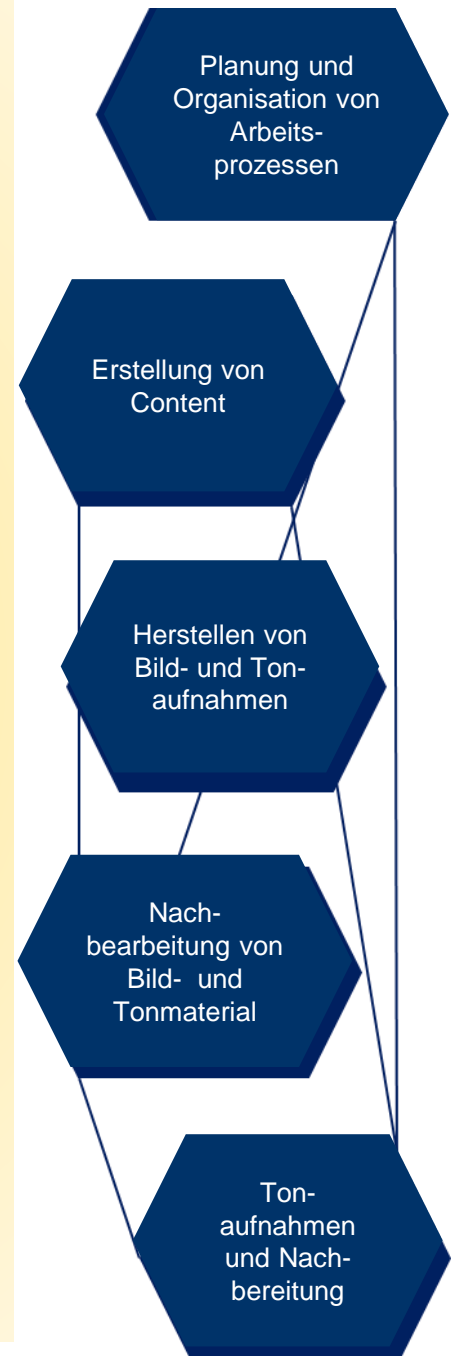 Planung und
Organisation von
Arbeits-
prozessen
Erstellung von
Content
Herstellen von
Bild- und Ton-
aufnahmen
Nach-
bearbeitung von
Bild- und
Tonmaterial
Ton-
aufnahmen
und Nach-
bereitung